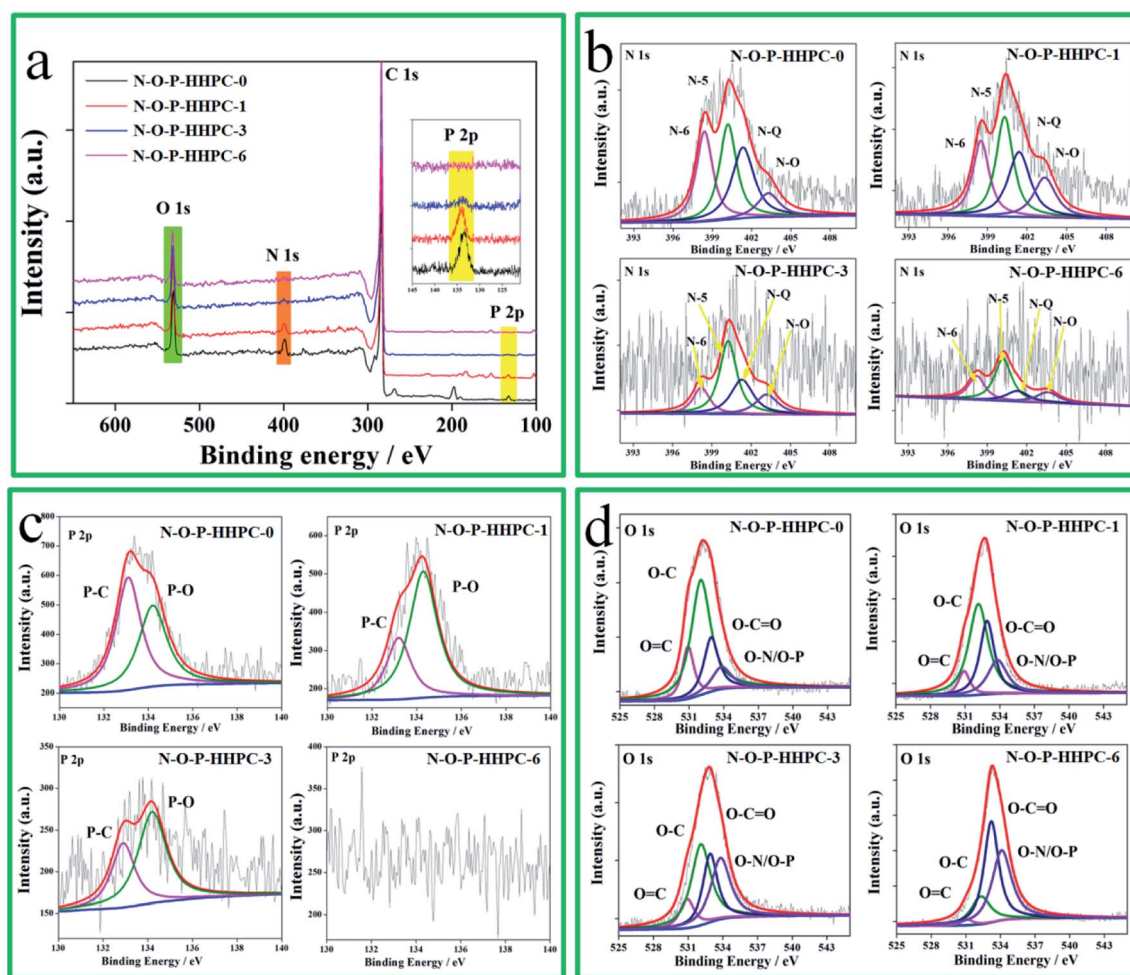 a
N-O-P-HHPC-0
N-O-P-HHPC-1
N-O-P-HHPC-3
N-O-P-HHPC-6
C 1s
P 2p
145 140 135 130 125
O 1s
N 1s
P 2p
Intensity (a.u.)
600 500 400 300 200 100
Binding energy / eV
b
N 1s
N-O-P-HHPC-0
N-5
N-6
N-Q
N-O
Intensity (a.u.)
393 396 399 402 405 408
Binding Energy / eV
N 1s
N-O-P-HHPC-1
N-5
N-Q
N-6
N-O
Intensity (a.u.)
393 396 399 402 405 408
Binding Energy / eV
N 1s
N-O-P-HHPC-3
N-5
N-Q
N-6
N-O
Intensity (a.u.)
393 396 399 402 405 408
Binding Energy / eV
N 1s
N-O-P-HHPC-6
N-5
N-Q
N-6
N-O
Intensity (a.u.)
393 396 399 402 405 408
Binding Energy / eV
c
800
P 2p
N-O-P-HHPC-0
700
600
P-C
P-O
500
400
300
200
Intensity (a.u.)
130 132 134 136 138 140
Binding Energy / eV
P 2p
N-O-P-HHPC-1
600
500
P-O
400
P-C
300
200
Intensity (a.u.)
130 132 134 136 138 140
Binding Energy / eV
350
P 2p
N-O-P-HHPC-3
300
P-O
250
P-C
200
150
Intensity (a.u.)
130 132 134 136 138 140
Binding Energy / eV
400
P 2p
N-O-P-HHPC-6
350
300
250
200
180
Intensity (a.u.)
130 132 134 136 138 140
Binding Energy / eV
d
O 1s
N-O-P-HHPC-0
O-C
O-C=O
O=C
O-N/O-P
Intensity (a.u.)
525 528 531 534 537 540 543
Binding Energy / eV
O 1s
N-O-P-HHPC-1
O-C
O-C=O
O=C
O-N/O-P
Intensity (a.u.)
525 528 531 534 537 540 543
Binding Energy / eV
O 1s
N-O-P-HHPC-3
O-C=O
O-C
O-N/O-P
O=C
Intensity (a.u.)
525 528 531 534 537 540 543
Binding Energy / eV
O 1s
N-O-P-HHPC-6
O-C=O
O-C
O-N/O-P
O=C
Intensity (a.u.)
525 528 531 534 537 540 543
Binding Energy / eV